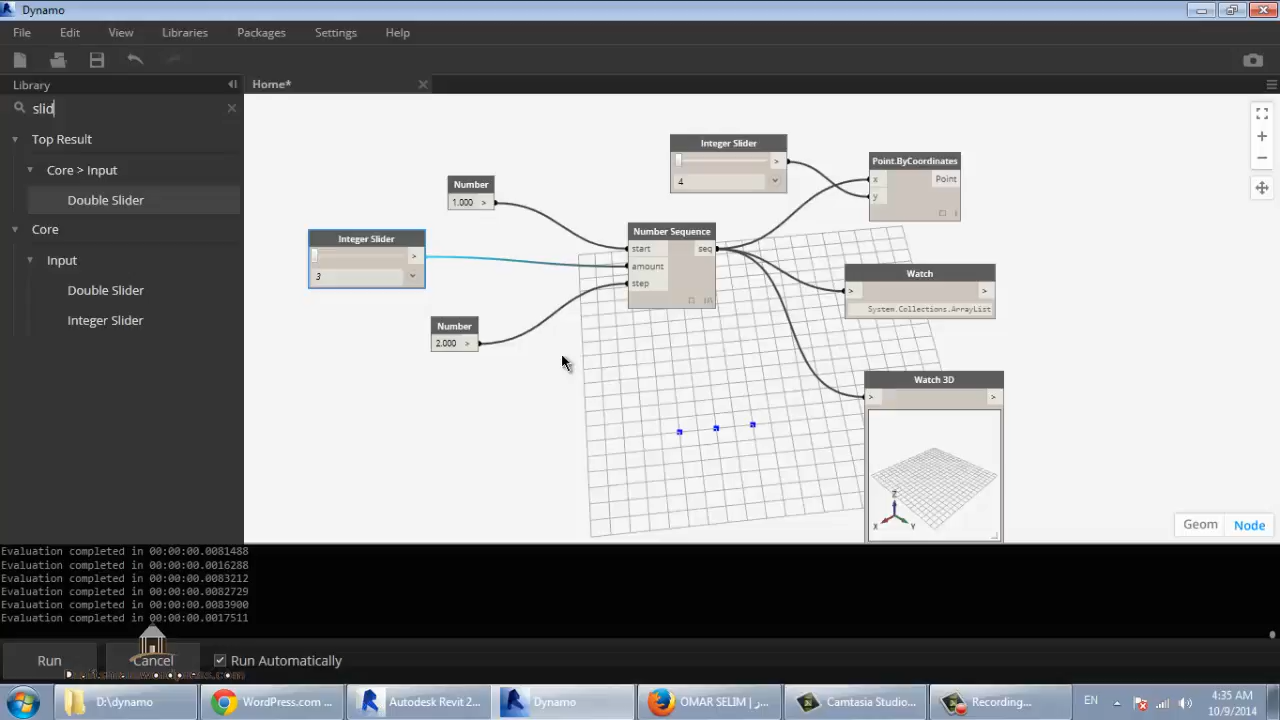 Dynamo
File Edit View Libraries Packages Settings Help
Library
Home*
slid
Top Result
Core > Input
Double Slider
Core
Input
Double Slider
Integer Slider
Integer Slider
4
>
Point.ByCoordinates
x
Point
y
Number
1.000 >
Integer Slider
>
3
Number Sequence
start
seq
amount
step
Number
2.000 >
Watch
> >
System.Collections.ArrayList
Watch 3D
> >
Z
X Y
Geom Node
Evaluation completed in 00:00:00.0081488
Evaluation completed in 00:00:00.0016288
Evaluation completed in 00:00:00.0083212
Evaluation completed in 00:00:00.0082729
Evaluation completed in 00:00:00.0083900
Evaluation completed in 00:00:00.0017511
Run Cancel Run Automatically
D:\dynamo
WordPress.com ...
Autodesk Revit 2...
Dynamo
OMAR SELIM | ...
Camtasia Studio...
Recording...
EN
4:35 AM
10/9/2014